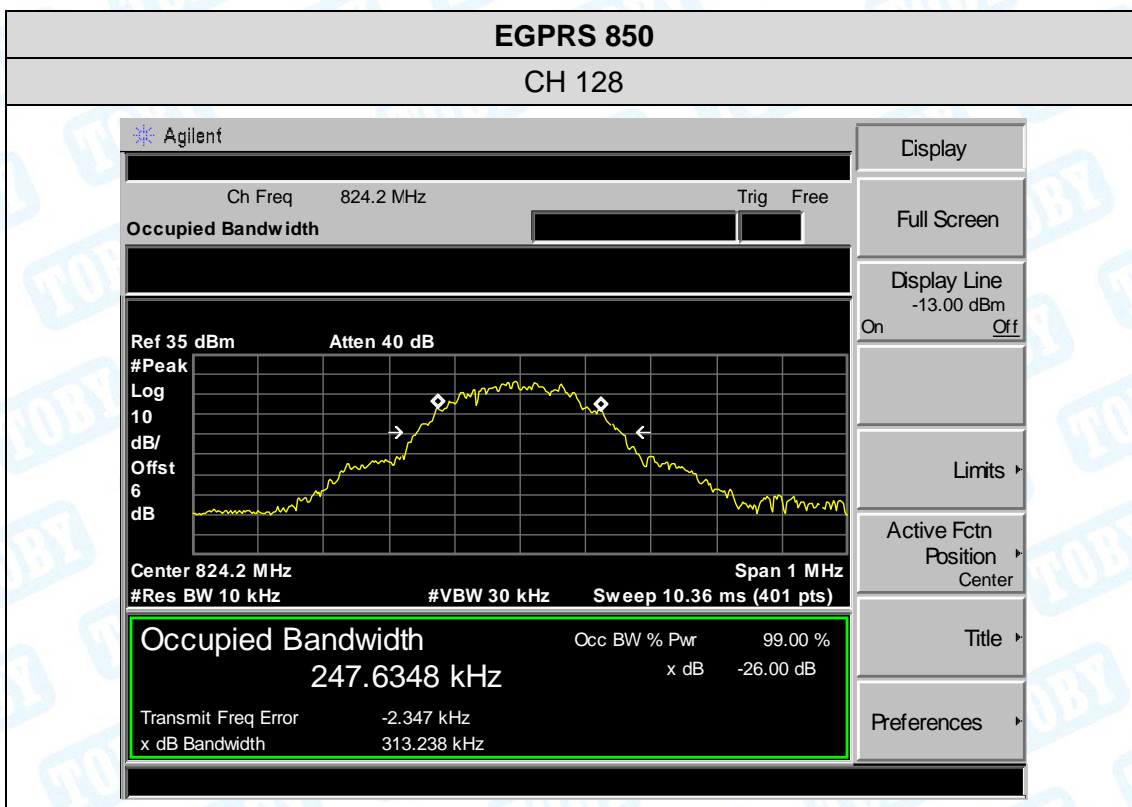 EGPRS 850
CH 128
Agilent
Display
Ch Freq 824.2 MHz Trig Free
Occupied Bandwidth
Full Screen
Display Line
-13.00 dBm
On Off
Ref 35 dBm Atten 40 dB
#Peak
Log
10
dB/
Offst
6
dB
Limits
Active Fctn
Position
Center
Center 824.2 MHz Span 1 MHz
#Res BW 10 kHz #VBW 30 kHz Sweep 10.36 ms (401 pts)
Occupied Bandwidth Occ BW % Pwr 99.00 %
247.6348 kHz x dB -26.00 dB
Title
Transmit Freq Error -2.347 kHz
x dB Bandwidth 313.238 kHz
Preferences
TOBY